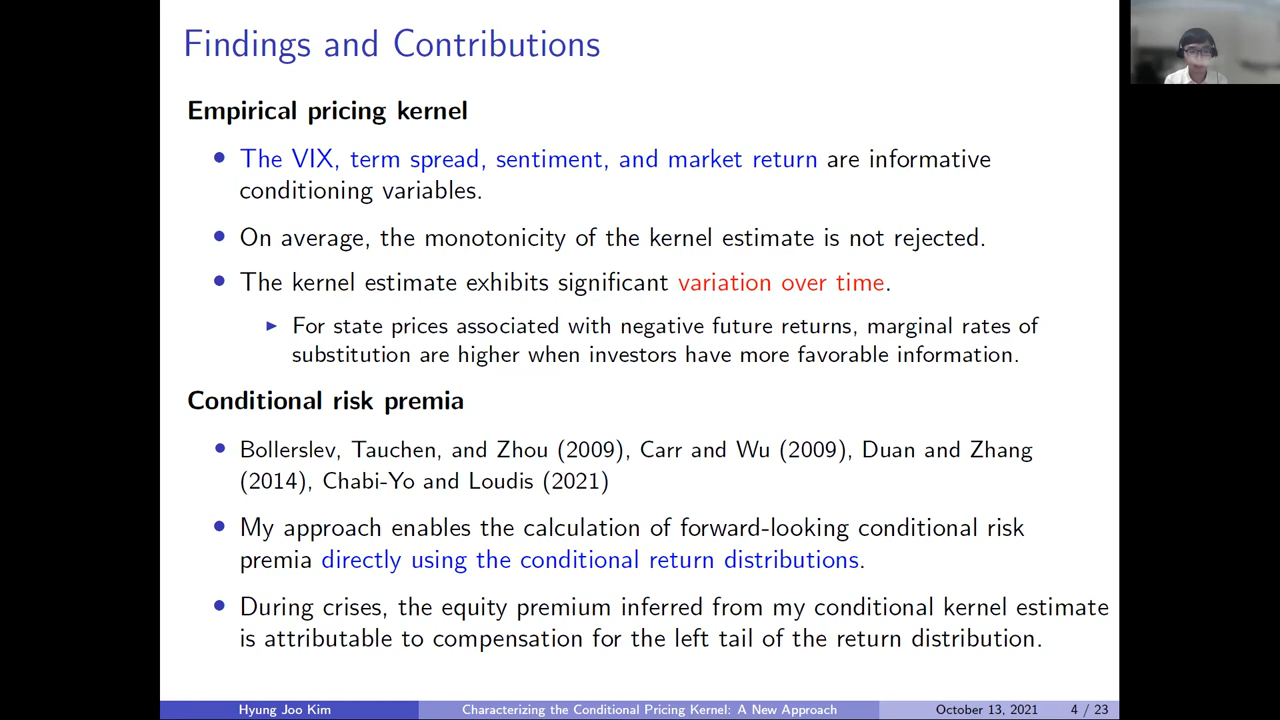 Findings and Contributions
Empirical pricing kernel
• The VIX, term spread, sentiment, and market return are informative
conditioning variables.
• On average, the monotonicity of the kernel estimate is not rejected.
• The kernel estimate exhibits significant variation over time.
▶ For state prices associated with negative future returns, marginal rates of
substitution are higher when investors have more favorable information.
Conditional risk premia
• Bollerslev, Tauchen, and Zhou (2009), Carr and Wu (2009), Duan and Zhang
(2014), Chabi-Yo and Loudis (2021)
• My approach enables the calculation of forward-looking conditional risk
premia directly using the conditional return distributions.
• During crises, the equity premium inferred from my conditional kernel estimate
is attributable to compensation for the left tail of the return distribution.
Hyung Joo Kim Characterizing the Conditional Pricing Kernel: A New Approach October 13, 2021 4 / 23